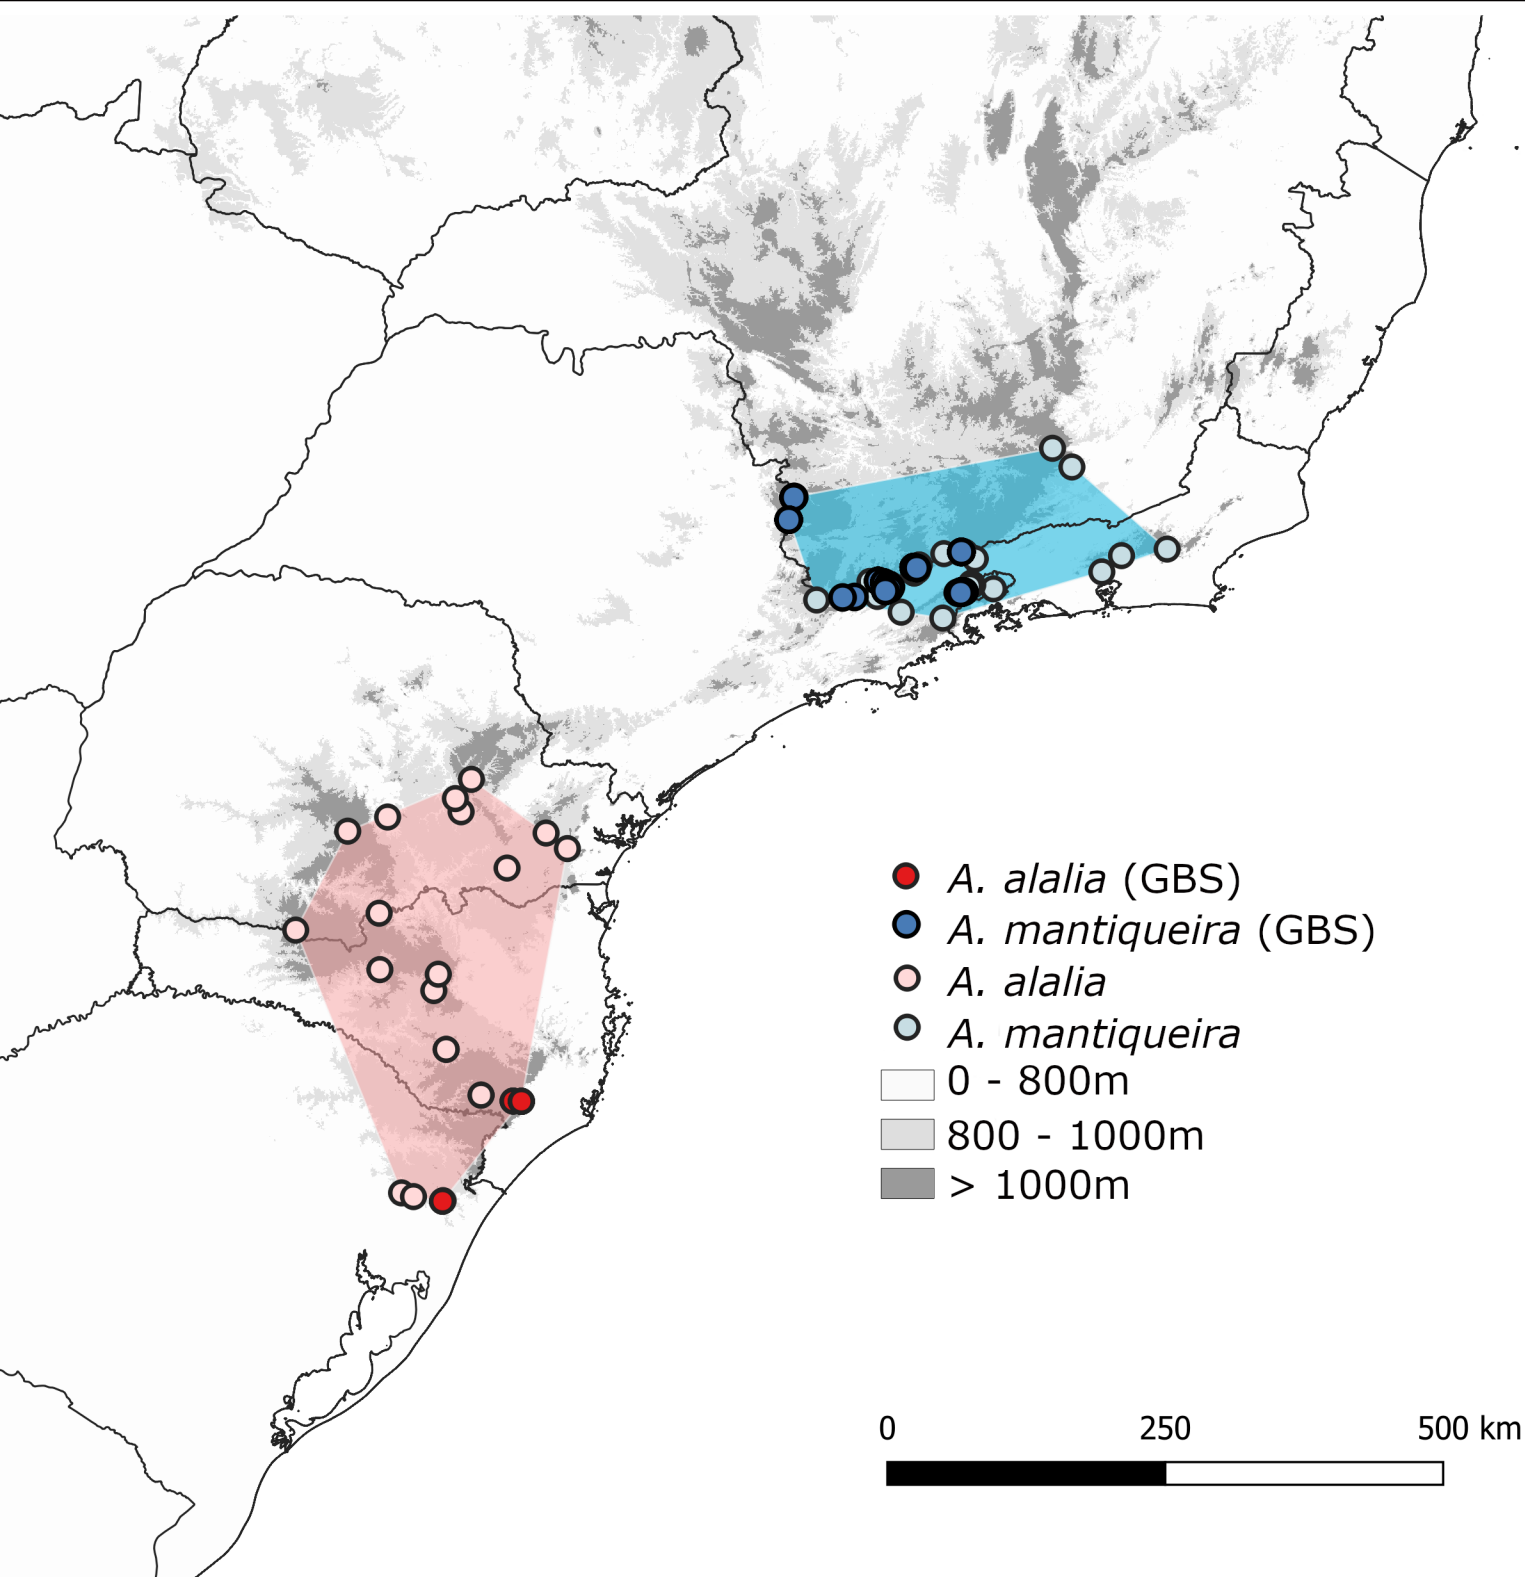 A. alalia (GBS)
A. mantiqueira (GBS)
A. alalia
A. mantiqueira
0 - 800m
800 - 1000m
> 1000m
0 250 500 km